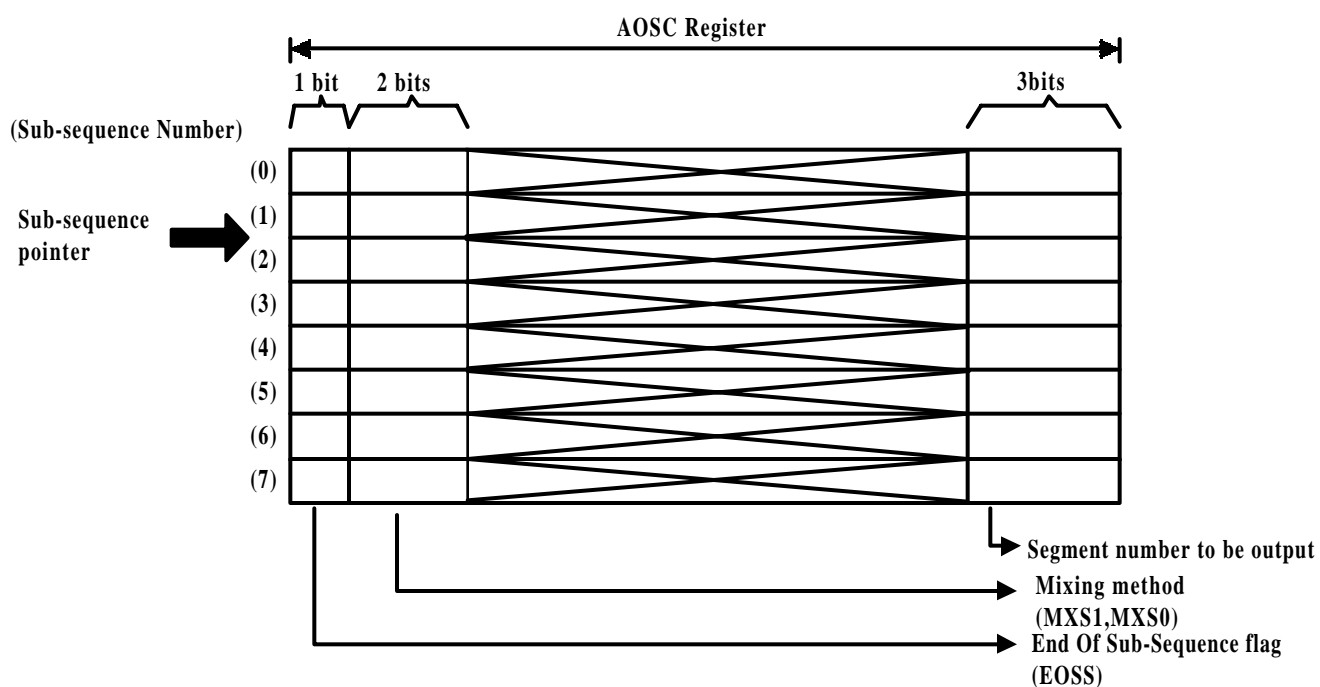 AOSC Register
1 bit
2 bits
3bits
(Sub-sequence Number)
(0)
(1)
Sub-sequence
pointer
(2)
(3)
(4)
(5)
(6)
(7)
Segment number to be output
Mixing method
(MXS1,MXS0)
End Of Sub-Sequence flag
(EOSS)